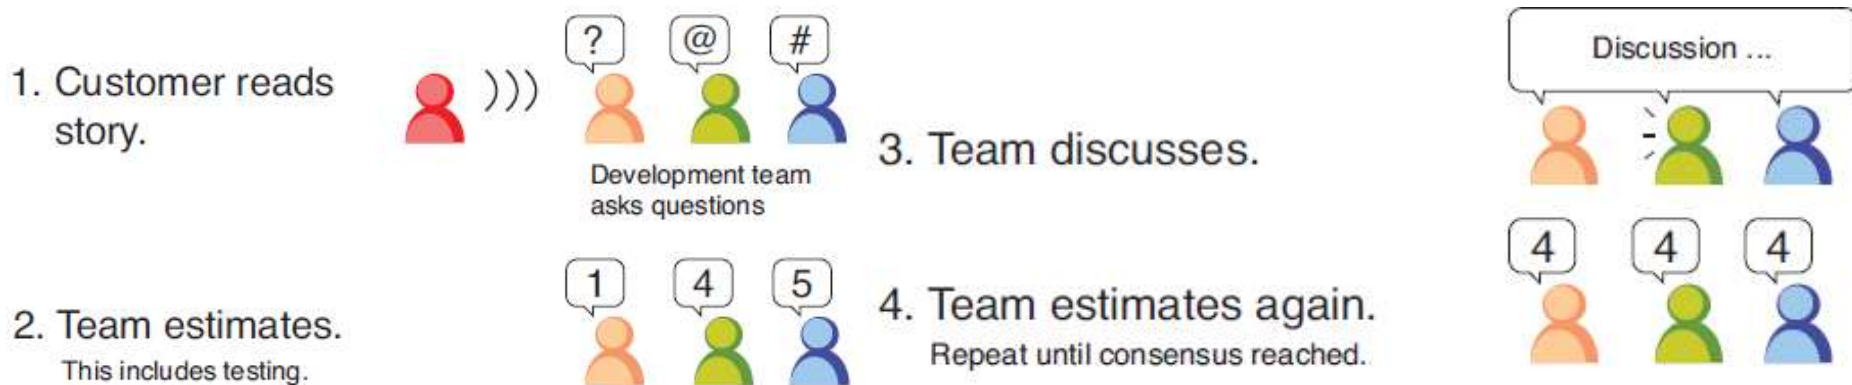 1. Customer reads
story.
?
@
#
Development team
asks questions
2. Team estimates.
This includes testing.
1
4
5
3. Team discusses.
Discussion ...
4. Team estimates again.
Repeat until consensus reached.
4
4
4